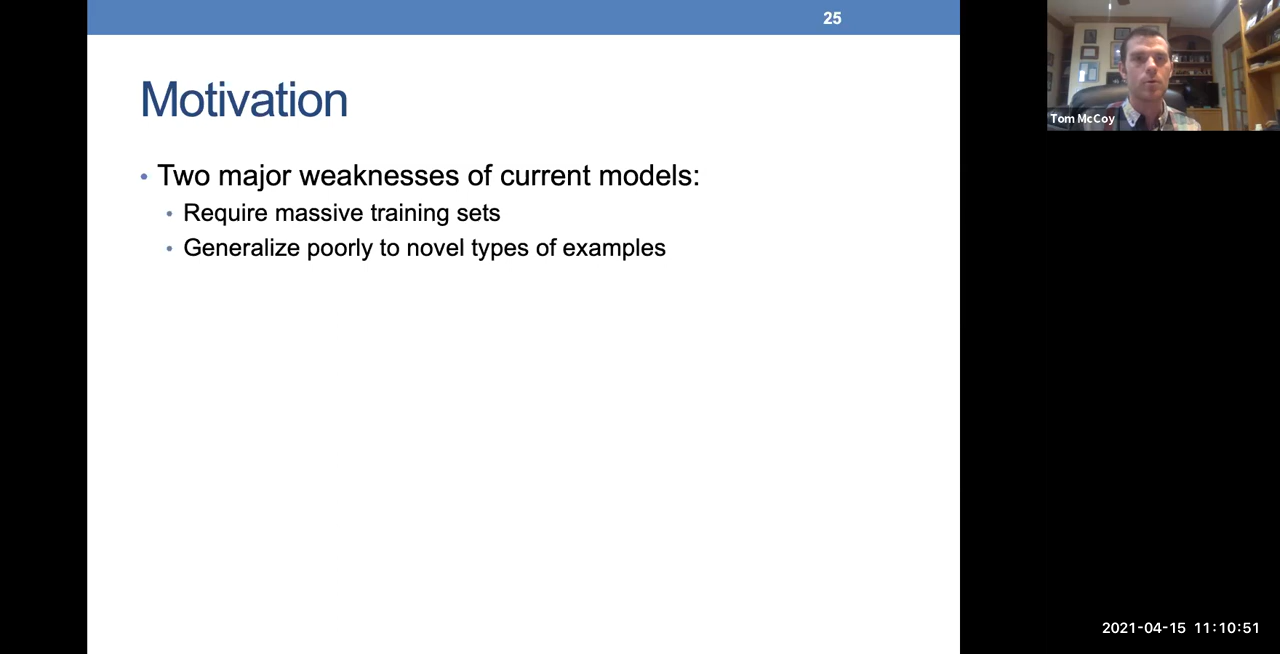 25
Motivation
• Two major weaknesses of current models:
• Require massive training sets
• Generalize poorly to novel types of examples
Tom McCoy
2021-04-15 11:10:51